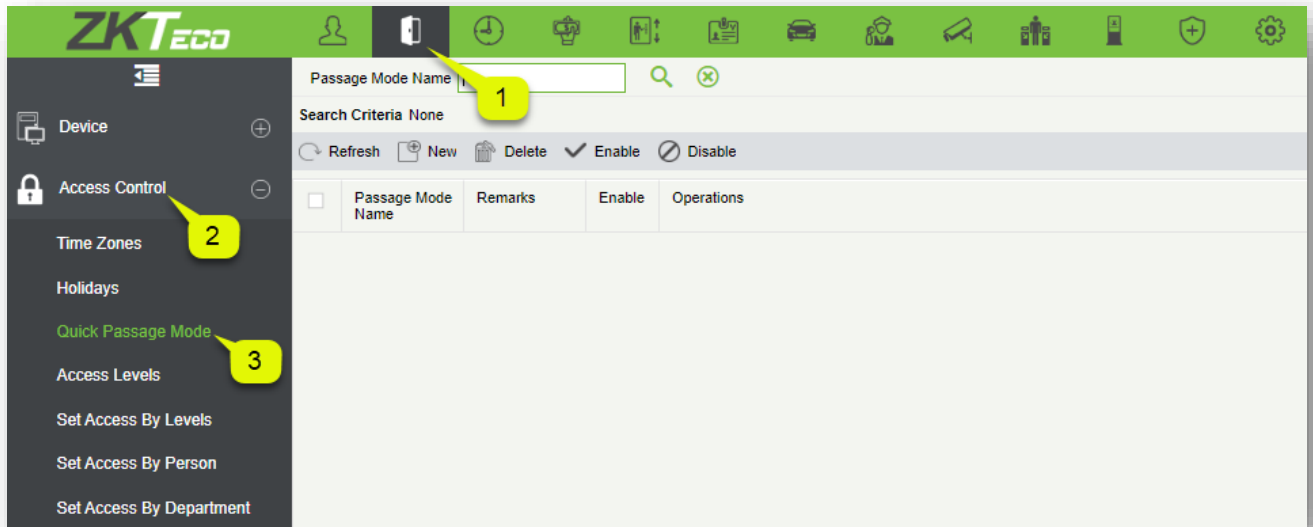 ZKTECO
Passage Mode Name
1
Search Criteria None
Device
Refresh New Delete Enable Disable
Access Control
2
Passage Mode Name Remarks Enable Operations
Time Zones
Holidays
Quick Passage Mode
3
Access Levels
Set Access By Levels
Set Access By Person
Set Access By Department